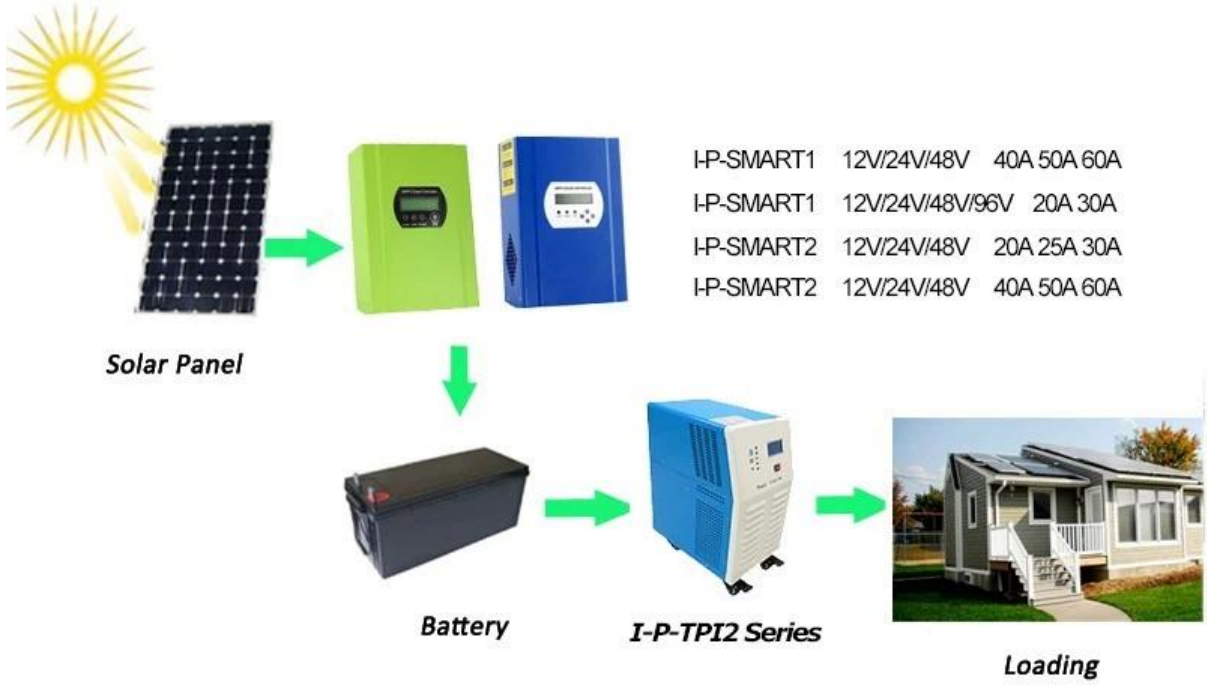 I-P-SMART1 12V/24V/48V 40A 50A 60A
I-P-SMART1 12V/24V/48V/96V 20A 30A
I-P-SMART2 12V/24V/48V 20A 25A 30A
I-P-SMART2 12V/24V/48V 40A 50A 60A
Solar Panel
Battery
I-P-TPI2 Series
Loading